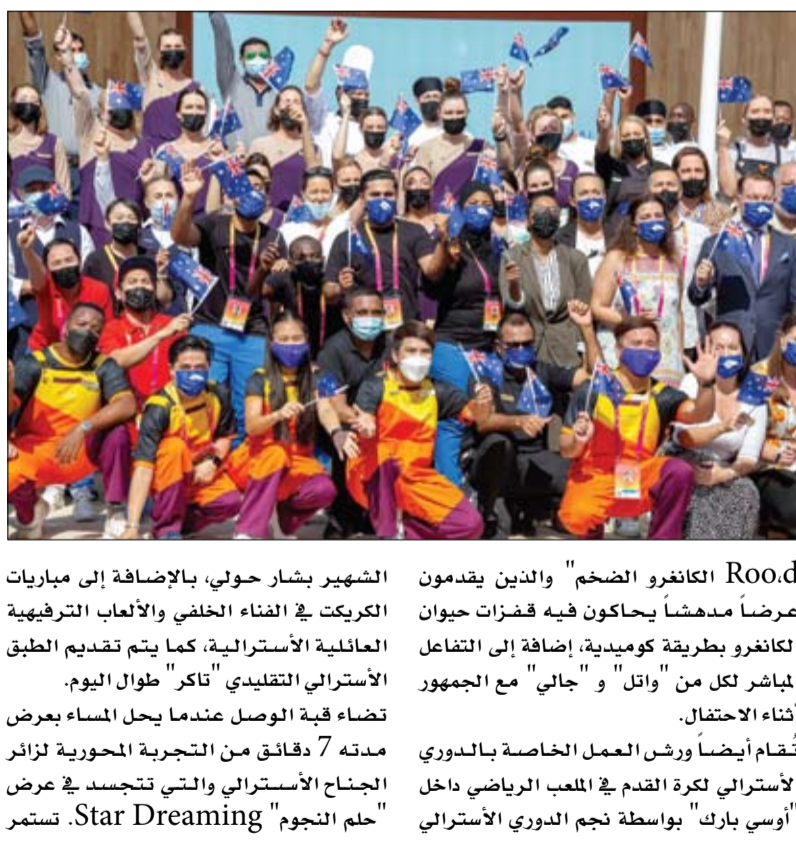 Roo،d الكانغرو الضخم" والذين يقدمون
عرضاً مدهشاً يحاكون فيه قفزات حيوان
لكانغرو بطريقة كوميدية، إضافة إلى التفاعل
لمباشر لكل من "واتل" و "جالي" مع الجمهور
أثناء الاحتفال.
تُقام أيضاً ورش العمل الخاصة بالدوري
لأسترالي لكرة القدم في الملعب الرياضي داخل
"أوسي بارك" بواسطة نجم الدوري الأسترالي
الشهير بشار حولي، بالإضافة إلى مباريات
الكريكت في الفناء الخلفي والألعاب الترفيهية
العائلية الأسترالية، كما يتم تقديم الطبق
الأسترالي التقليدي "تاكر" طوال اليوم.
تضاء قبة الوصل عندما يحل المساء بعرض
مدته 7 دقائق من التجربة المحورية لزائر
الجناح الأسترالي والتي تتجسد في عرض
"حلم النجوم" Star Dreaming. تستمر